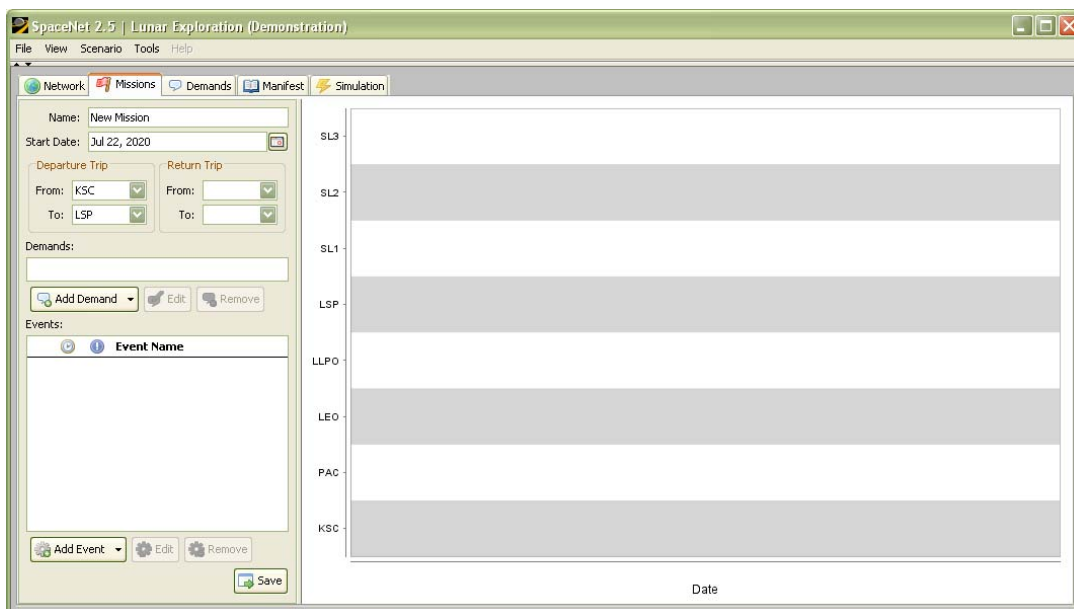 SpaceNet 2.5 | Lunar Exploration (Demonstration)
File View Scenario Tools Help
Network Missions Demands Manifest Simulation
Name: New Mission
Start Date: Jul 22, 2020
Departure Trip Return Trip
From: KSC From:
To: LSP To:
Demands:
Add Demand Edit Remove
Events:
Event Name
Add Event Edit Remove
Save
SL3
SL2
SL1
LSP
LLPO
LEO
PAC
KSC
Date